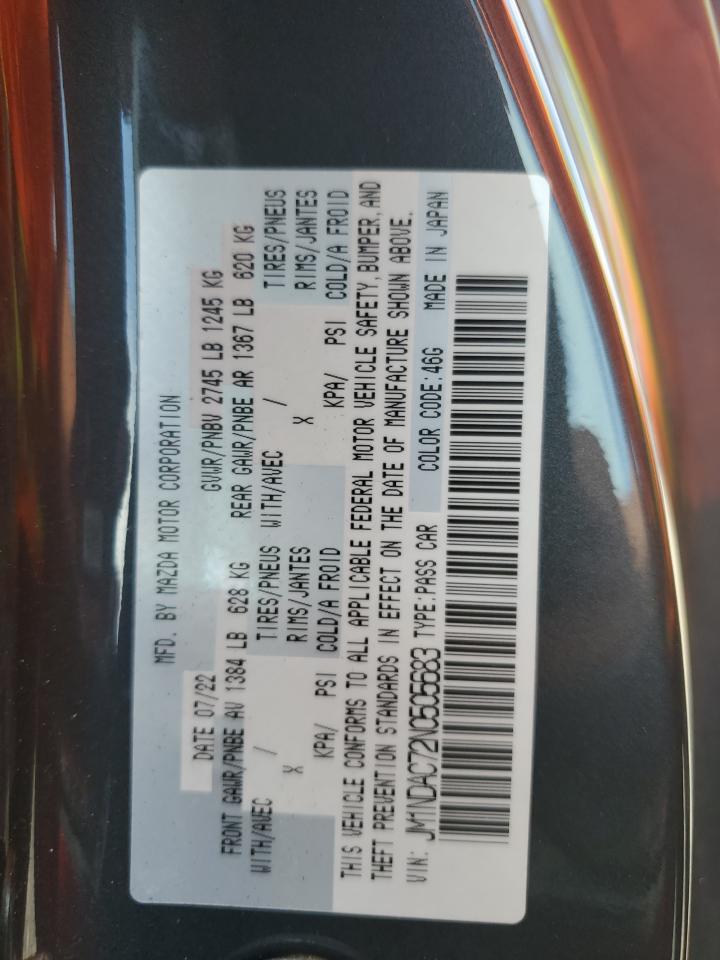 MFD. BY MAZDA MOTOR CORPORATION
DATE 07/22 GVWR/PNBV 2745 LB 1245 KG
FRONT GAWR/PNBE AV 1384 LB 628 KG REAR GAWR/PNBE AR 1367 LB 620 KG
WITH/AVEC / TIRES/PNEUS WITH/AVEC / TIRES/PNEUS
X RIMS/JANTES X RIMS/JANTES
KPA/ PSI COLD/A FROID KPA/ PSI COLD/A FROID
THIS VEHICLE CONFORMS TO ALL APPLICABLE FEDERAL MOTOR VEHICLE SAFETY, BUMPER, AND
THEFT PREVENTION STANDARDS IN EFFECT ON THE DATE OF MANUFACTURE SHOWN ABOVE.
VIN: JM1NDAC72N0505683 TYPE:PASS CAR COLOR CODE:46G MADE IN JAPAN